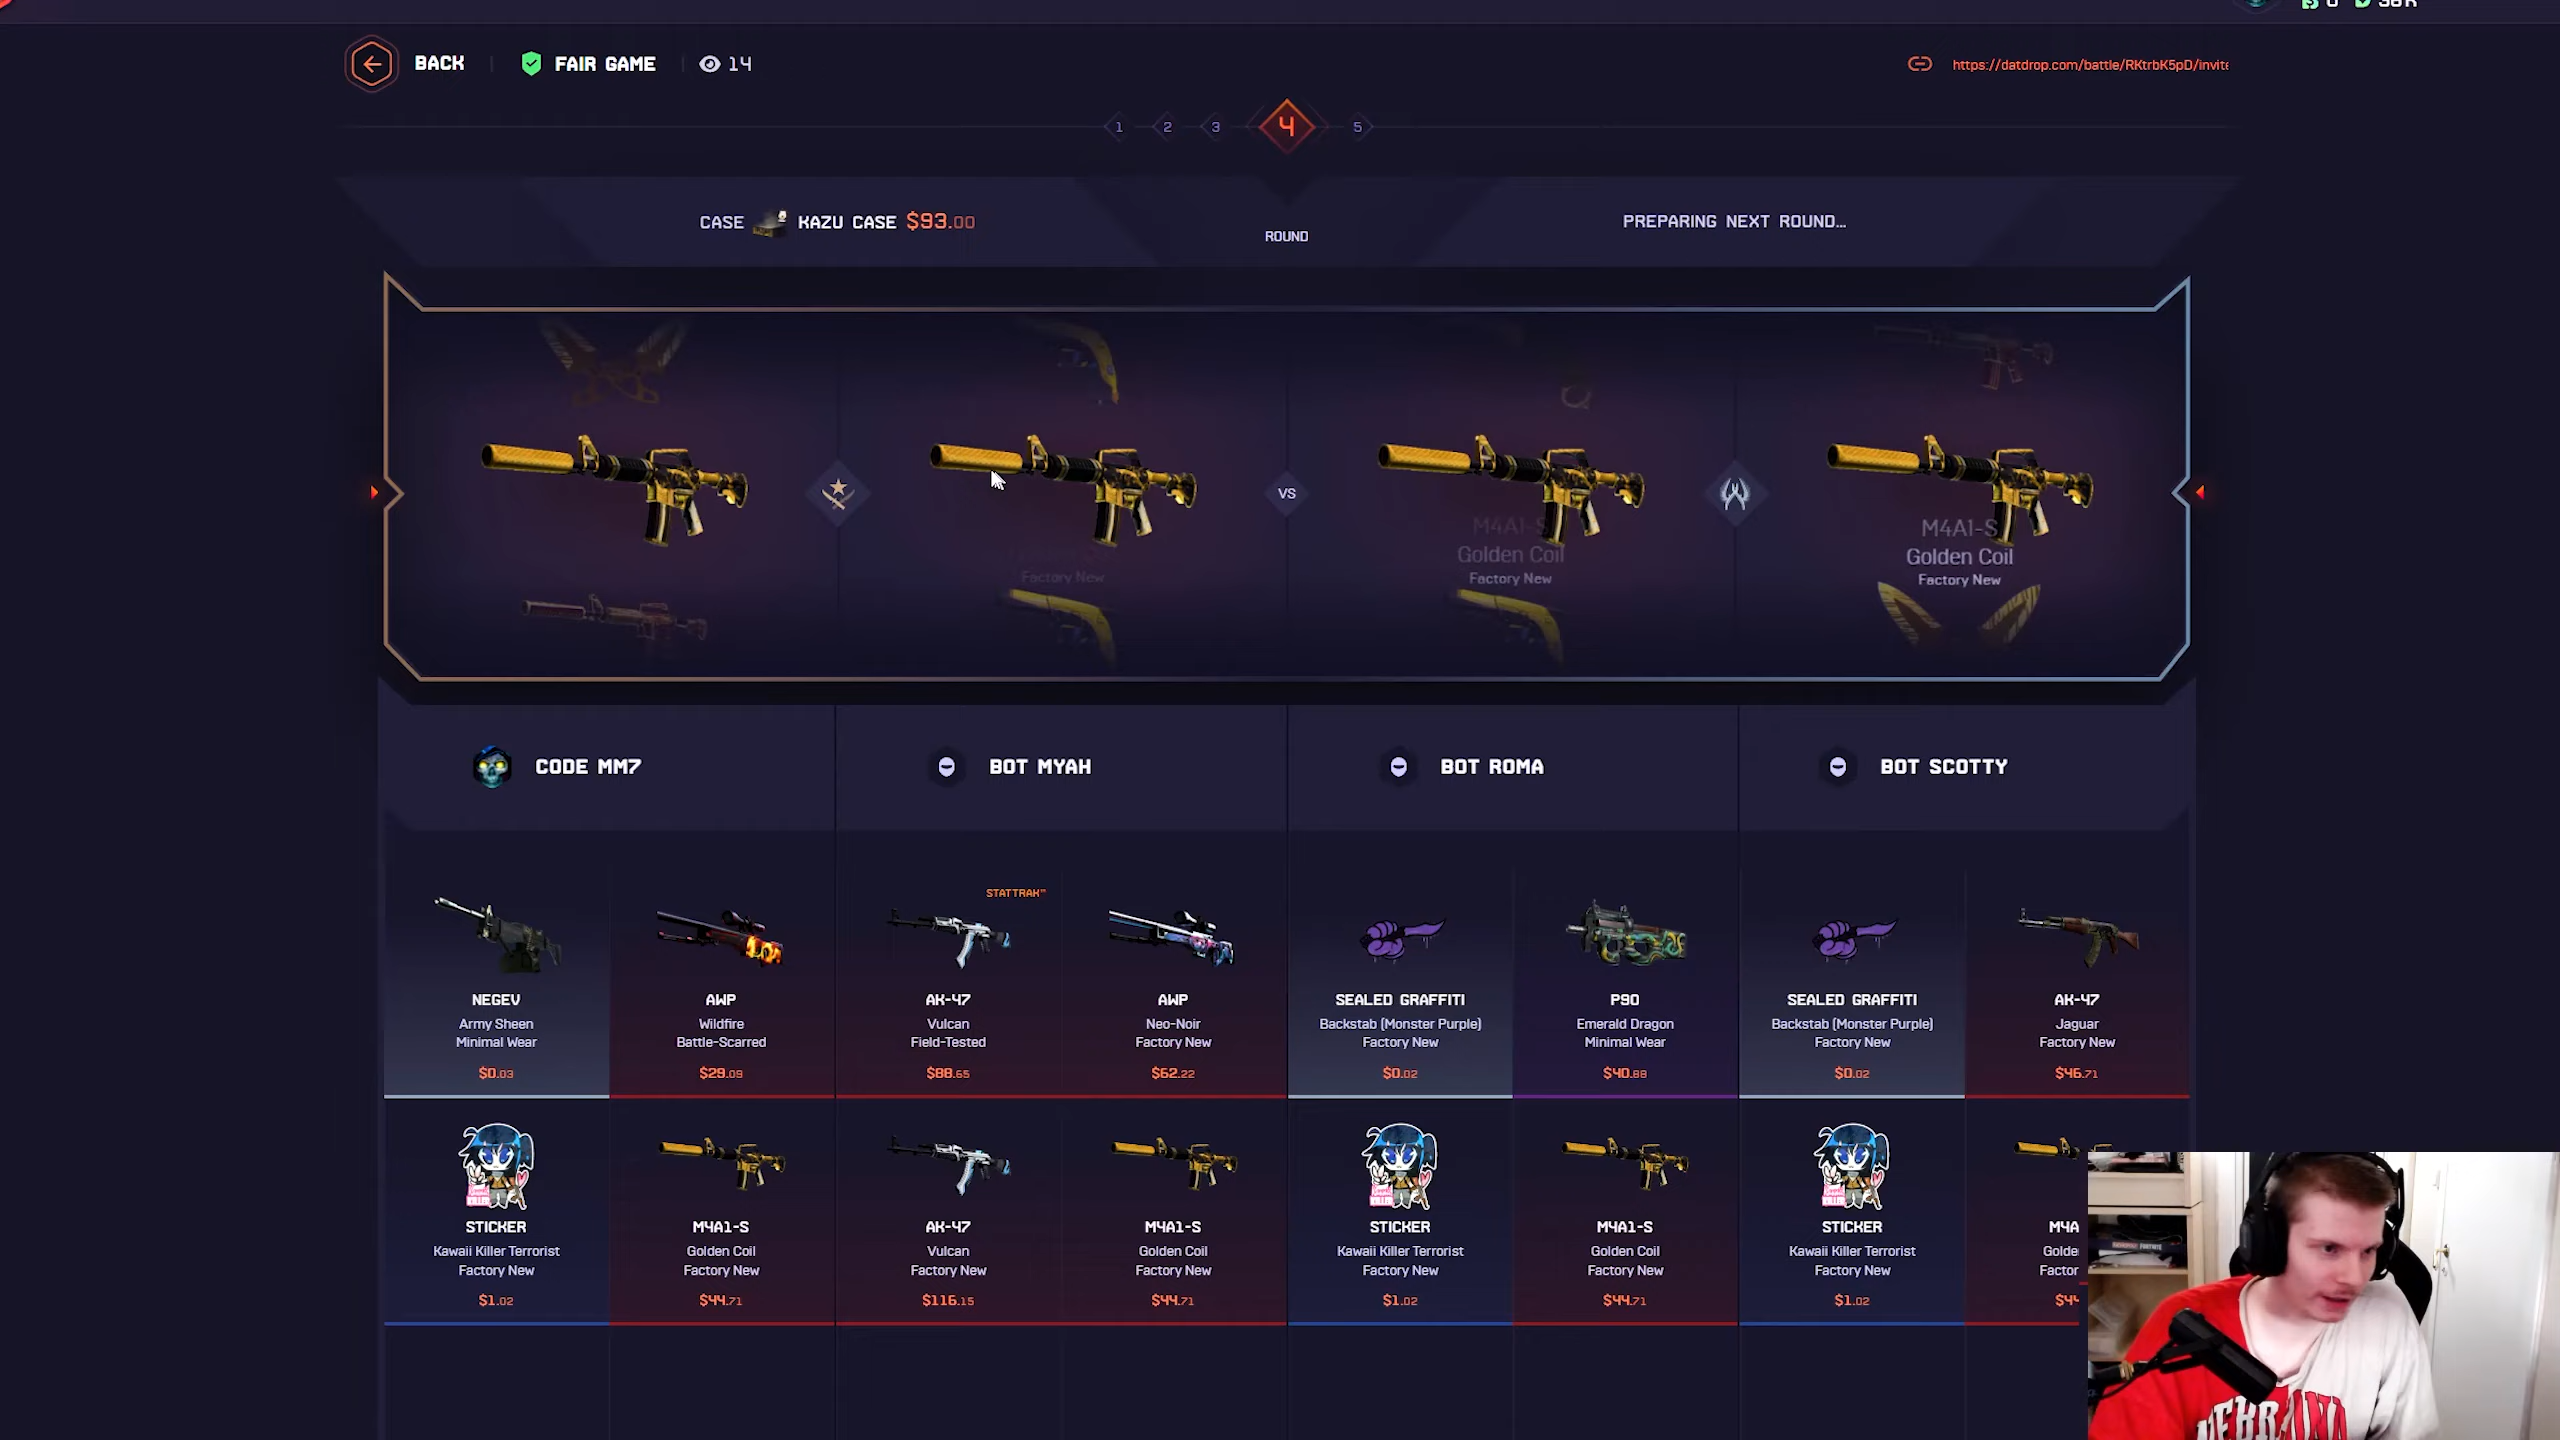 BACK
FAIR GAME
14
https://datdrop.com/battle/RKtrbK5pD/invite
1
2
3
4
5
CASE
KAZU CASE $93.00
ROUND
PREPARING NEXT ROUND...
VS
Factory New
M4A1-S
Golden Coil
Factory New
M4A1-S
Golden Coil
Factory New
CODE MM7
BOT MYAH
BOT ROMA
BOT SCOTTY
NEGEV
Army Sheen
Minimal Wear
$0.03
AWP
Wildfire
Battle-Scarred
$29.09
STATTRAK™
AK-47
Vulcan
Field-Tested
$88.65
AWP
Neo-Noir
Factory New
$62.22
SEALED GRAFFITI
Backstab (Monster Purple)
Factory New
$0.02
P90
Emerald Dragon
Minimal Wear
$40.88
SEALED GRAFFITI
Backstab (Monster Purple)
Factory New
$0.02
AK-47
Jaguar
Factory New
$46.71
STICKER
Kawaii Killer Terrorist
Factory New
$1.02
M4A1-S
Golden Coil
Factory New
$44.71
AK-47
Vulcan
Factory New
$116.15
M4A1-S
Golden Coil
Factory New
$44.71
STICKER
Kawaii Killer Terrorist
Factory New
$1.02
M4A1-S
Golden Coil
Factory New
$44.71
STICKER
Kawaii Killer Terrorist
Factory New
$1.02
M4A
Golde
Factor
$44